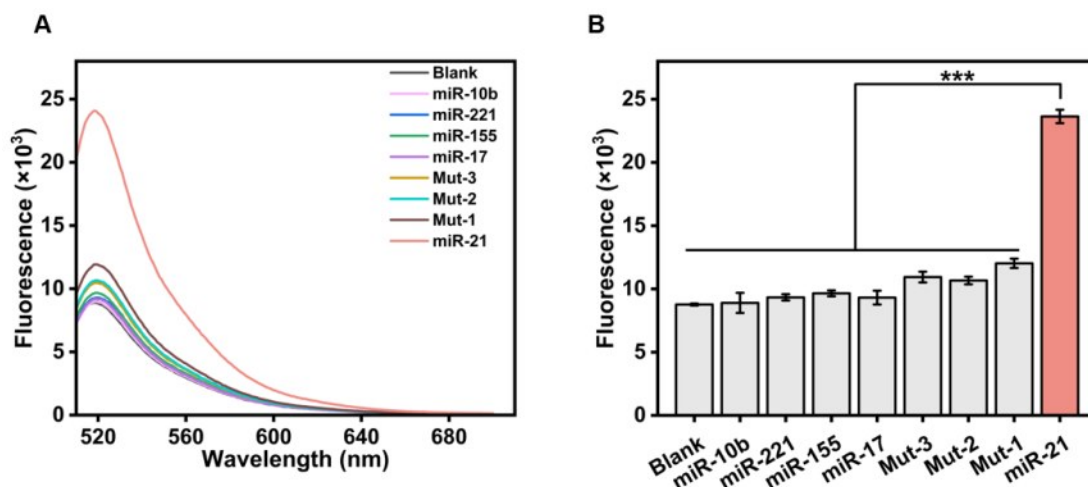 A
Fluorescence (×10³)
25
20
15
10
5
0
520
560
600
640
680
Wavelength (nm)
Blank
miR-10b
miR-221
miR-155
miR-17
Mut-3
Mut-2
Mut-1
miR-21
B
Fluorescence (×10³)
25
20
15
10
5
0
***
Blank
miR-10b
miR-221
miR-155
miR-17
Mut-3
Mut-2
Mut-1
miR-21